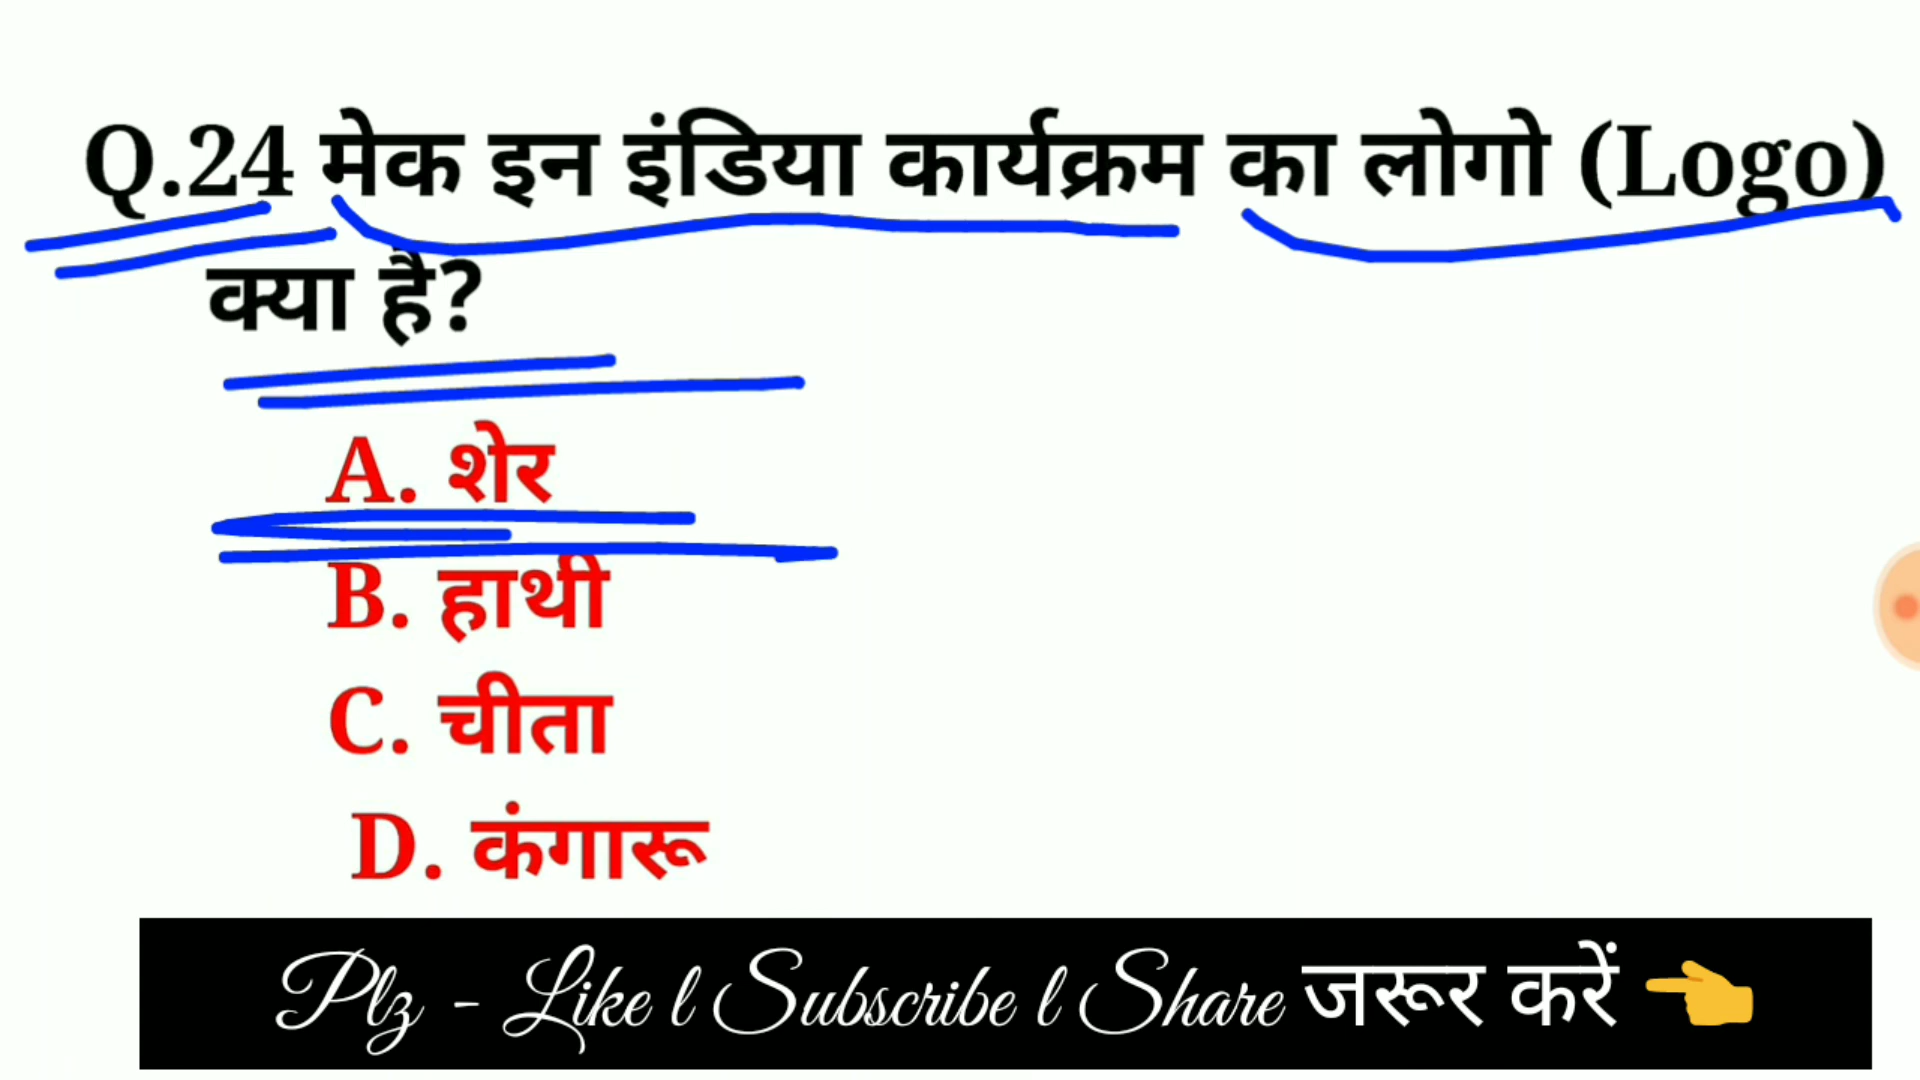 Q.24 मेक इन इंडिया कार्यक्रम का लोगो (Logo)
क्या है?
A. शेर
B. हाथी
C. चीता
D. कंगारू
Plz - Like l Subscribe l Share जरूर करें 👈